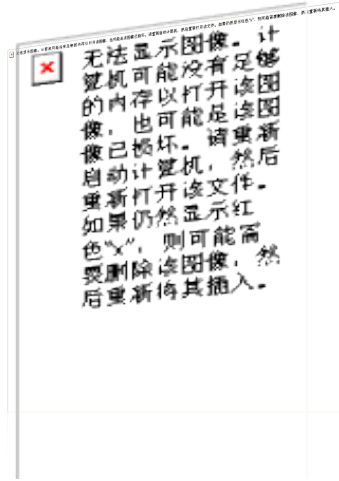 无法显示图像。计
算机可能没有足够
的内存以打开该图
像，也可能是该图
像已损坏。请重新
启动计算机，然后
重新打开该文件。
如果仍然显示红
色“x”，则可能需
要删除该图像，然
后重新将其插入。